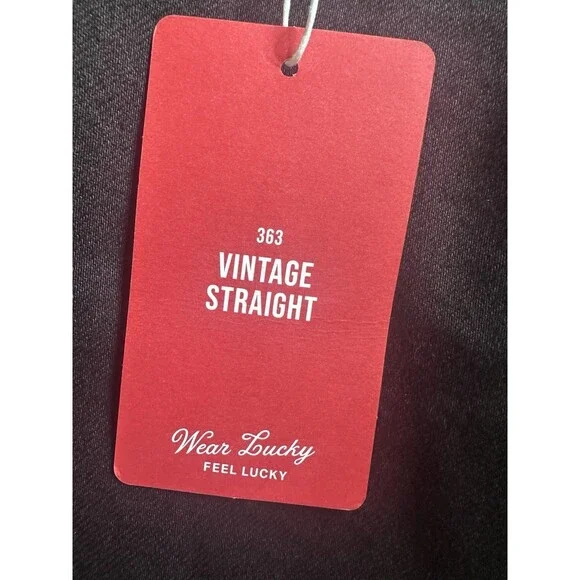 363
VINTAGE
STRAIGHT
Wear Lucky
FEEL LUCKY